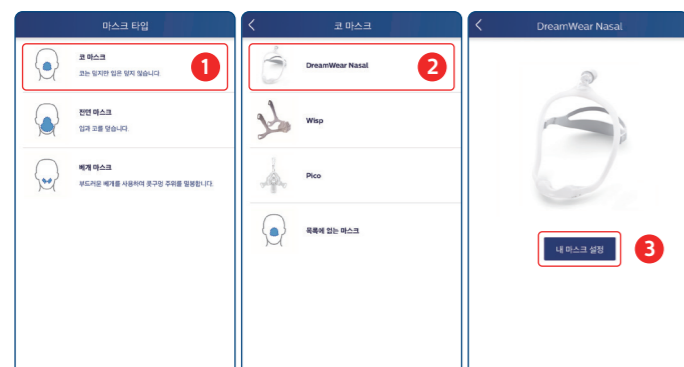 마스크 타입
코 마스크
코는 덮지만 입은 덮지 않습니다.
1
전면 마스크
입과 코를 덮습니다.
베개 마스크
부드러운 베개를 사용하여 콧구멍 주위를 밀봉합니다.
코 마스크
DreamWear Nasal
2
Wisp
Pico
목록에 없는 마스크
DreamWear Nasal
내 마스크 설정
3